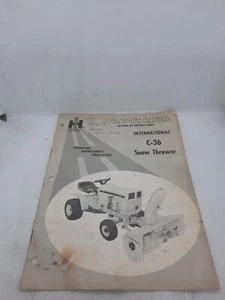 OPERATOR'S MANUAL
INTERNATIONAL
C-36
Snow Thrower
OPERATION
MAINTENANCE
LUBRICATION